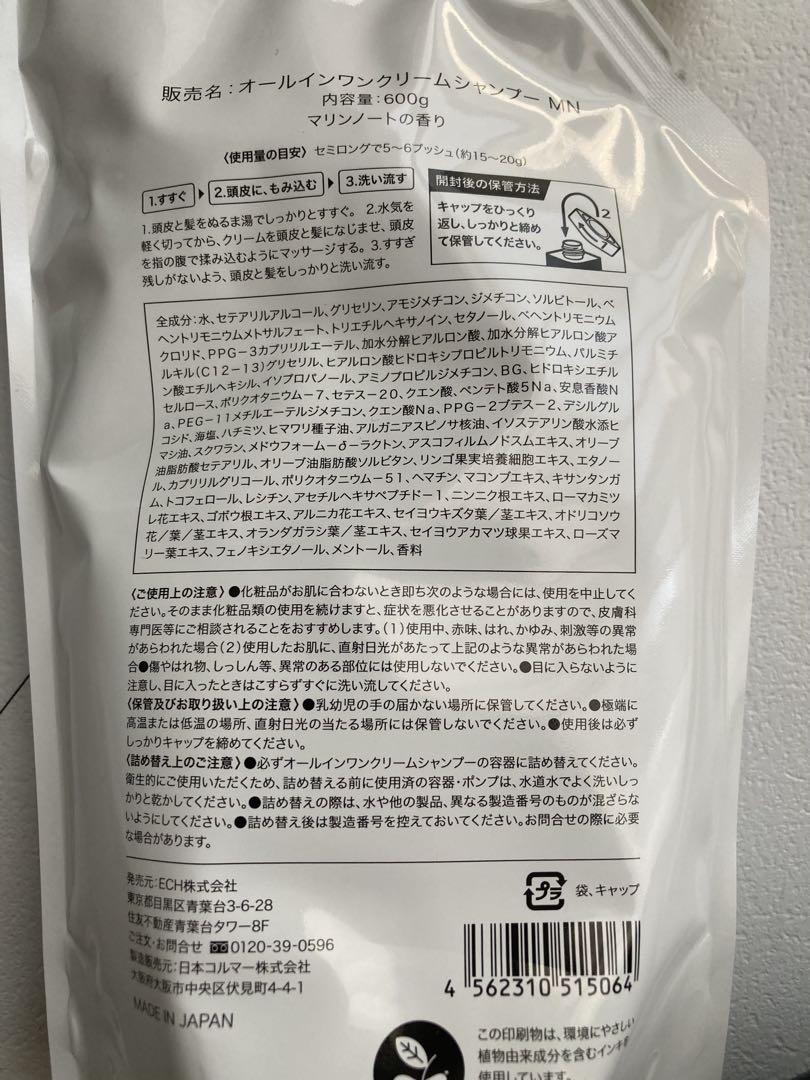 販売名：オールインワンクリームシャンプー MN
内容量：600g
マリンノートの香り
〈使用量の目安〉 セミロングで5〜6プッシュ(約15〜20g)
1.すすぐ
2.頭皮に、もみ込む
3.洗い流す
1.頭皮と髪をぬるま湯でしっかりとすすぐ。 2.水気を
軽く切ってから、クリームを頭皮と髪になじませ、頭皮
を指の腹で揉み込むようにマッサージする。3.すすぎ
残しがないよう、頭皮と髪をしっかりと洗い流す。
開封後の保管方法
キャップをひっくり
返し、しっかりと締め
て保管してください。
2
全成分：水、セテアリルアルコール、グリセリン、アモジメチコン、ジメチコン、ソルビトール、ベ
ヘントリモニウムメトサルフェート、トリエチルヘキサノイン、セタノール、ベヘントリモニウム
クロリド、PPG-3カプリリルエーテル、加水分解ヒアルロン酸、加水分解ヒアルロン酸ア
ルキル(C12-13)グリセリル、ヒアルロン酸ヒドロキシプロピルトリモニウム、パルミチ
ン酸エチルヘキシル、イソプロパノール、アミノプロピルジメチコン、BG、ヒドロキシエチル
セルロース、ポリクオタニウム-7、セテス-20、クエン酸、ペンテト酸5Na、安息香酸N
a、PEG-11メチルエーテルジメチコン、クエン酸Na、PPG-2ブテス-2、デシルグル
コシド、海塩、ハチミツ、ヒマワリ種子油、アルガニアスピノサ核油、イソステアリン酸水添ヒ
マシ油、スクワラン、メドウフォーム-δ-ラクトン、アスコフィルムノドスムエキス、オリーブ
油脂肪酸セテアリル、オリーブ油脂肪酸ソルビタン、リンゴ果実培養細胞エキス、エタノー
ル、カプリリルグリコール、ポリクオタニウム-51、ヘマチン、マコンブエキス、キサンタンガ
ム、トコフェロール、レシチン、アセチルヘキサペプチド-1、ニンニク根エキス、ローマカミツ
レ花エキス、ゴボウ根エキス、アルニカ花エキス、セイヨウキズタ葉／茎エキス、オドリコソウ
花／葉／茎エキス、オランダガラシ葉／茎エキス、セイヨウアカマツ球果エキス、ローズマ
リー葉エキス、フェノキシエタノール、メントール、香料
〈ご使用上の注意〉●化粧品がお肌に合わないとき即ち次のような場合には、使用を中止してく
ださい。そのまま化粧品類の使用を続けますと、症状を悪化させることがありますので、皮膚科
専門医等にご相談されることをおすすめします。(1)使用中、赤味、はれ、かゆみ、刺激等の異常
があらわれた場合(2)使用したお肌に、直射日光があたって上記のような異常があらわれた場
合●傷やはれ物、しっしん等、異常のある部位には使用しないでください。●目に入らないように
注意し、目に入ったときはこすらずすぐに洗い流してください。
〈保管及びお取り扱い上の注意〉●乳幼児の手の届かない場所に保管してください。●極端に
高温または低温の場所、直射日光の当たる場所には保管しないでください。●使用後は必ず
しっかりキャップを締めてください。
〈詰め替え上のご注意〉●必ずオールインワンクリームシャンプーの容器に詰め替えてください。
衛生的にご使用いただくため、詰め替える前に使用済の容器・ポンプは、水道水でよく洗いしっ
かりと乾かしてください。●詰め替えの際は、水や他の製品、異なる製造番号のものが混ざらな
いようにしてください。●詰め替え後は製造番号を控えておいてください。お問合せの際に必要
な場合があります。
発売元：ECH株式会社
東京都目黒区青葉台3-6-28
住友不動産青葉台タワー8F
ご注文・お問合せ 0120-39-0596
製造販売元：日本コルマー株式会社
大阪府大阪市中央区伏見町4-4-1
MADE IN JAPAN
プラ 袋、キャップ
4 562310 515064
この印刷物は、環境にやさしい
植物由来成分を含むインキを
使用しています。